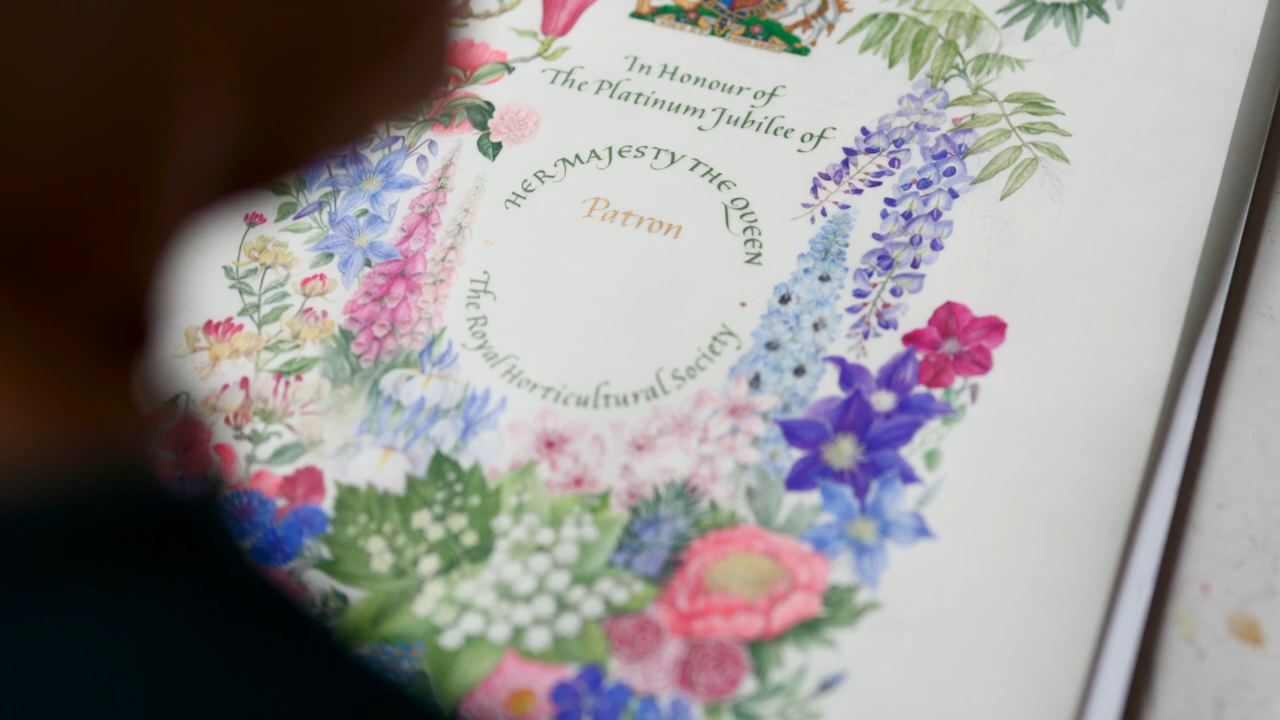 In Honour of
The Platinum Jubilee of
HER MAJESTY THE QUEEN
Patron
The Royal Horticultural Society